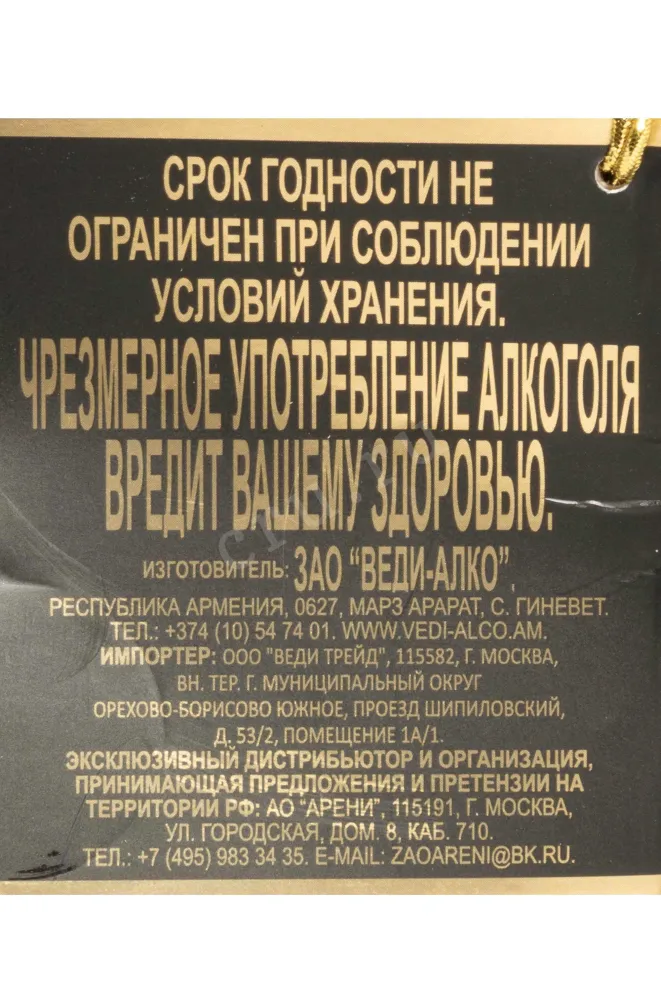 СРОК ГОДНОСТИ НЕ
ОГРАНИЧЕН ПРИ СОБЛЮДЕНИИ
УСЛОВИЙ ХРАНЕНИЯ.
ЧРЕЗМЕРНОЕ УПОТРЕБЛЕНИЕ АЛКОГОЛЯ
ВРЕДИТ ВАШЕМУ ЗДОРОВЬЮ.
cru.ru
ИЗГОТОВИТЕЛЬ: ЗАО "ВЕДИ-АЛКО",
РЕСПУБЛИКА АРМЕНИЯ, 0627, МАРЗ АРАРАТ, С. ГИНЕВЕТ.
ТЕЛ.: +374 (10) 54 74 01. WWW.VEDI-ALCO.AM.
ИМПОРТЕР: ООО "ВЕДИ ТРЕЙД", 115582, Г. МОСКВА,
ВН. ТЕР. Г. МУНИЦИПАЛЬНЫЙ ОКРУГ
ОРЕХОВО-БОРИСОВО ЮЖНОЕ, ПРОЕЗД ШИПИЛОВСКИЙ,
Д. 53/2, ПОМЕЩЕНИЕ 1А/1.
ЭКСКЛЮЗИВНЫЙ ДИСТРИБЬЮТОР И ОРГАНИЗАЦИЯ,
ПРИНИМАЮЩАЯ ПРЕДЛОЖЕНИЯ И ПРЕТЕНЗИИ НА
ТЕРРИТОРИИ РФ: АО "АРЕНИ", 115191, Г. МОСКВА,
УЛ. ГОРОДСКАЯ, ДОМ. 8, КАБ. 710.
ТЕЛ.: +7 (495) 983 34 35. E-MAIL: ZAOARENI@BK.RU.